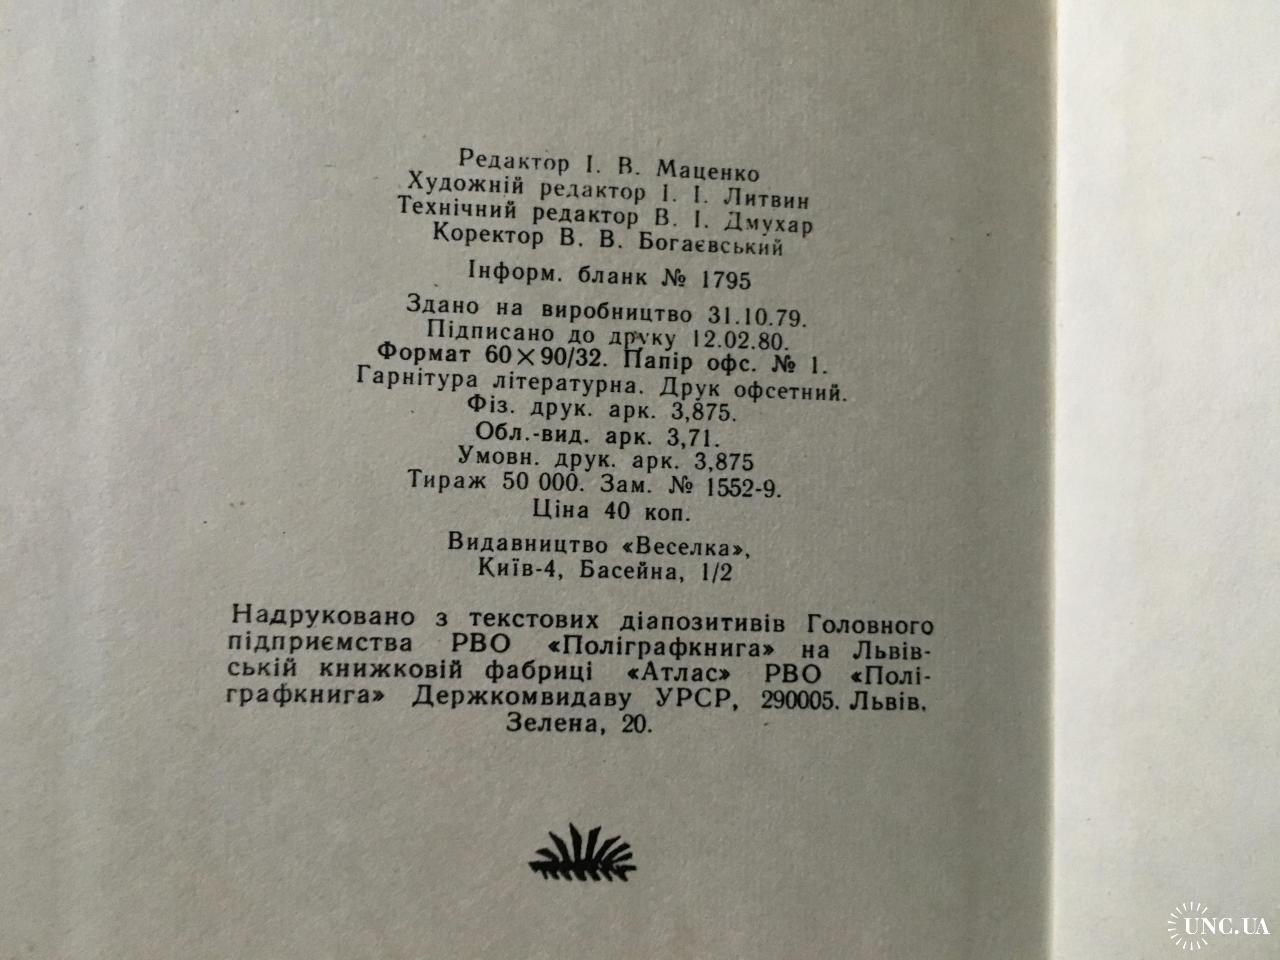 Редактор І. В. Маценко
Художній редактор І. І. Литвин
Технічний редактор В. І. Дмухар
Коректор В. В. Богаєвський
Інформ. бланк № 1795
Здано на виробництво 31.10.79.
Підписано до друку 12.02.80.
Формат 60×90/32. Папір офс. № 1.
Гарнітура літературна. Друк офсетний.
Фіз. друк. арк. 3,875.
Обл.-вид. арк. 3,71.
Умовн. друк. арк. 3,875
Тираж 50 000. Зам. № 1552-9.
Ціна 40 коп.
Видавництво «Веселка»,
Київ-4, Басейна, 1/2
Надруковано з текстових діапозитивів Головного
підприємства РВО «Поліграфкнига» на Львів-
ській книжковій фабриці «Атлас» РВО «Полі-
графкнига» Держкомвидаву УРСР, 290005. Львів,
Зелена, 20.
UNC.UA